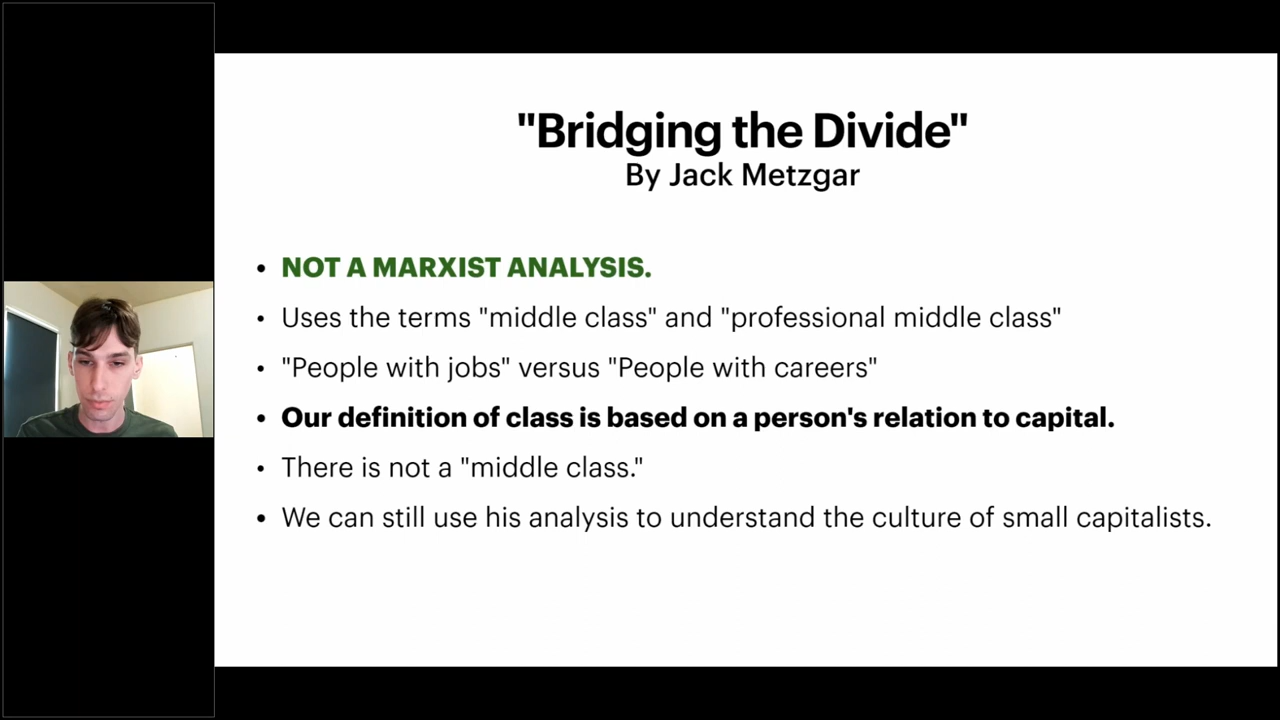 "Bridging the Divide"
By Jack Metzgar
• NOT A MARXIST ANALYSIS.
• Uses the terms "middle class" and "professional middle class"
• "People with jobs" versus "People with careers"
• Our definition of class is based on a person's relation to capital.
• There is not a "middle class."
• We can still use his analysis to understand the culture of small capitalists.